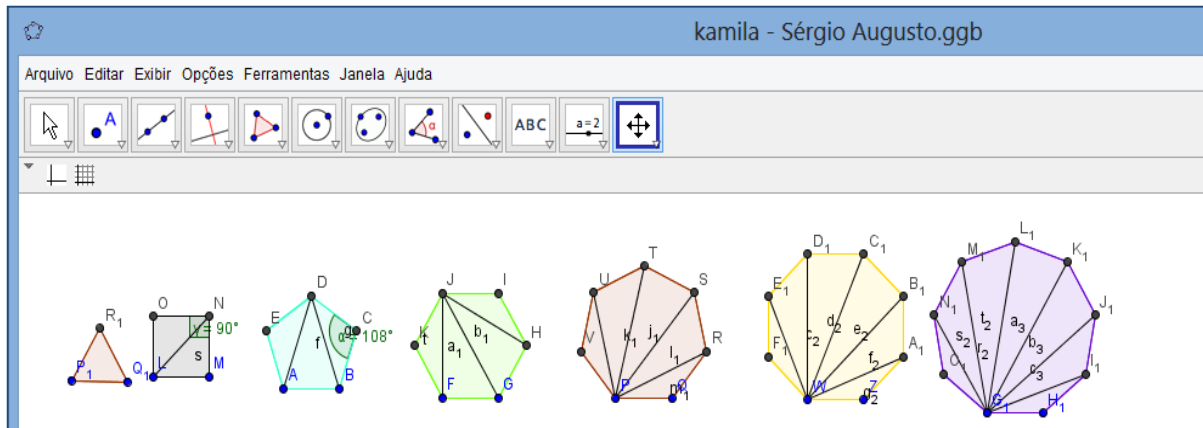 kamila - Sérgio Augusto.ggb
Arquivo Editar Exibir Opções Ferramentas Janela Ajuda
A α ABC a=2
R₁ P₁ Q₁
O N γ = 90° L s M
D E C α = 108° f g A B
J I K t b₁ H a₁ F G
T U S V k₁ j₁ R l₁ P Q m₁
D₁ C₁ E₁ B₁ d₂ c₂ e₂ F₁ A₁ f₂ W Z g₂
L₁ M₁ K₁ N₁ t₂ a₃ J₁ s₂ r₂ b₃ O₁ c₃ I₁ G₁ H₁